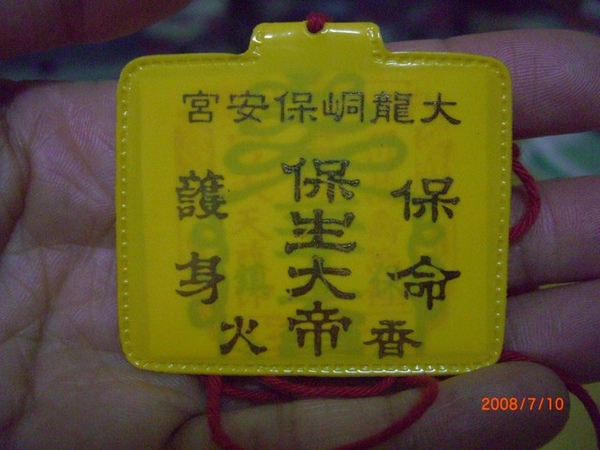 大龍峒保安宮
保命
保生大帝
護身
香火
2008/7/10